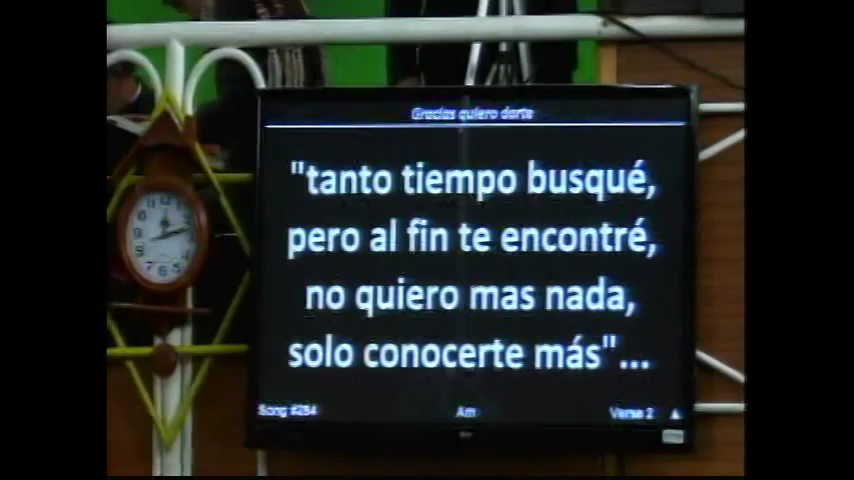 Gracias quiero darte
"tanto tiempo busqué,
pero al fin te encontré,
no quiero mas nada,
solo conocerte más"...
Song #284
Am
Verse 2